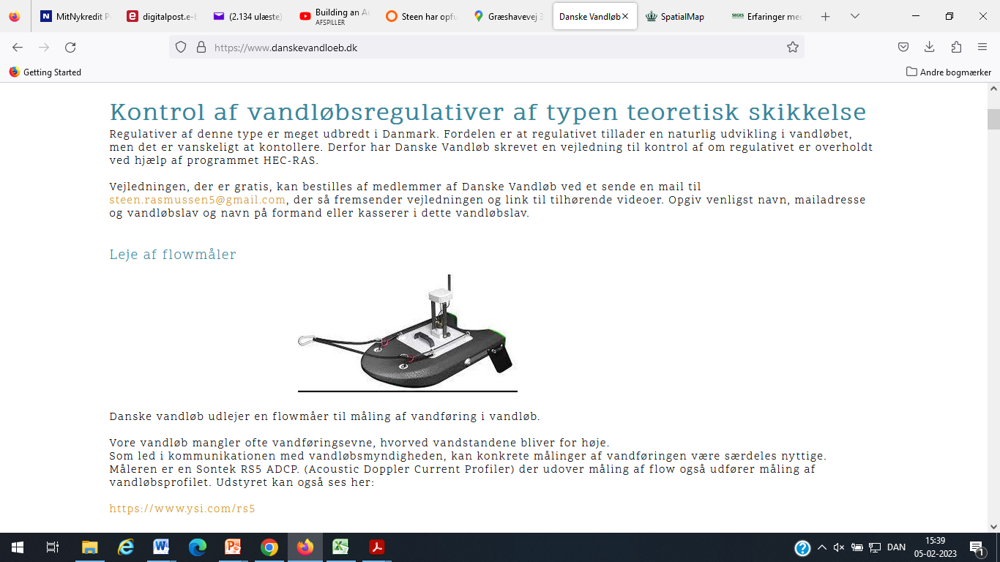 MitNykredit P
digitalpost.e-b
(2.134 ulæste)
Building an Au
AFSPILLER
Steen har opfo
Græshavevej 3
Danske Vandløb
SpatialMap
SEGES
Erfaringer med
https://www.danskevandloeb.dk
Getting Started
Andre bogmærker
Kontrol af vandløbsregulativer af typen teoretisk skikkelse
Regulativer af denne type er meget udbredt i Danmark. Fordelen er at regulativet tillader en naturlig udvikling i vandløbet,
men det er vanskeligt at kontollere. Derfor har Danske Vandløb skrevet en vejledning til kontrol af om regulativet er overholdt
ved hjælp af programmet HEC-RAS.
Vejledningen, der er gratis, kan bestilles af medlemmer af Danske Vandløb ved et sende en mail til
steen.rasmussen5@gmail.com, der så fremsender vejledningen og link til tilhørende videoer. Opgiv venligst navn, mailadresse
og vandløbslav og navn på formand eller kasserer i dette vandløbslav.
Leje af flowmåler
Danske vandløb udlejer en flowmåer til måling af vandføring i vandløb.
Vore vandløb mangler ofte vandføringsevne, hvorved vandstandene bliver for høje.
Som led i kommunikationen med vandløbsmyndigheden, kan konkrete målinger af vandføringen være særdeles nyttige.
Måleren er en Sontek RS5 ADCP. (Acoustic Doppler Current Profiler) der udover måling af flow også udfører måling af
vandløbsprofilet. Udstyret kan også ses her:
https://www.ysi.com/rs5
DAN
15:39
05-02-2023
1